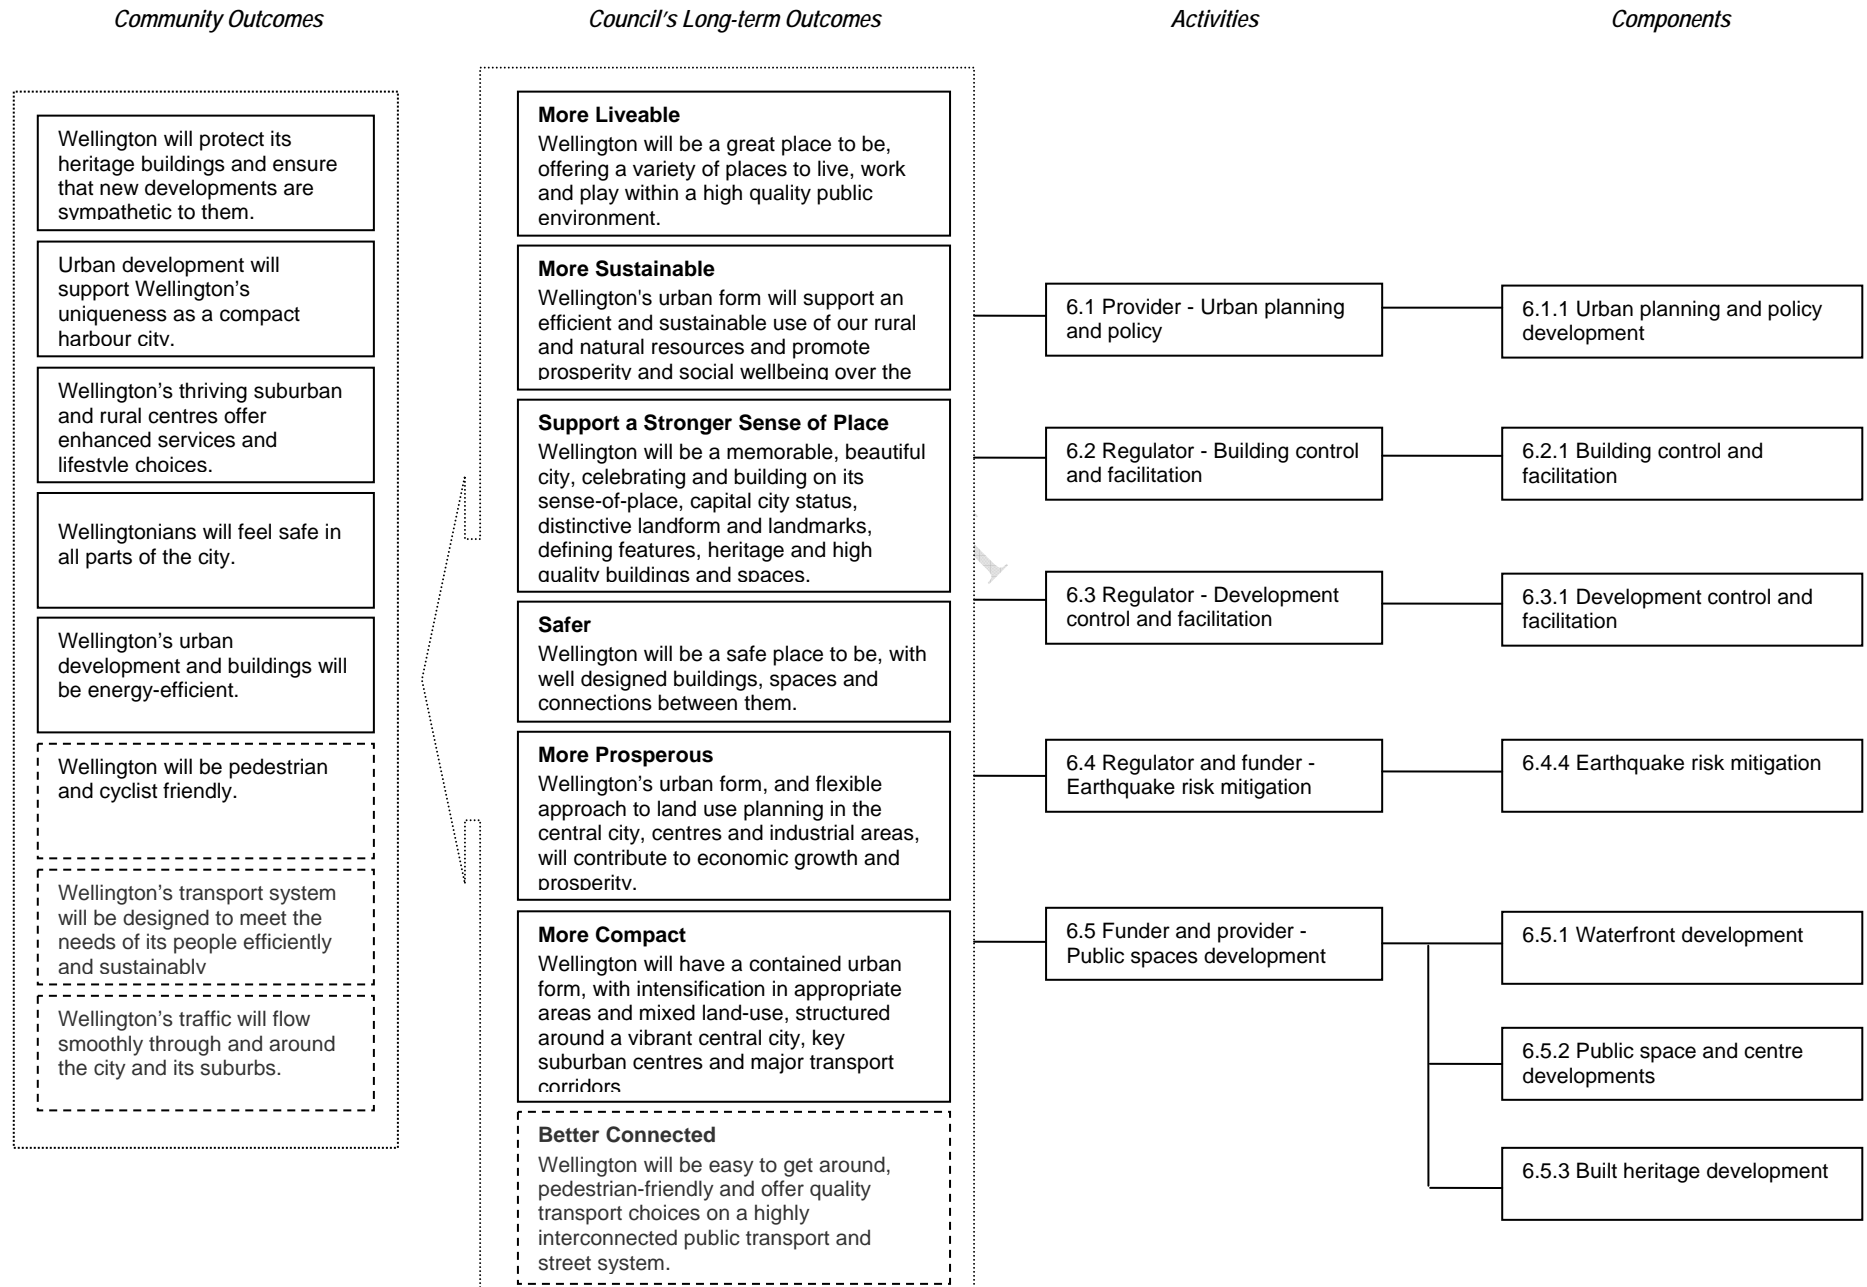 Community Outcomes
Council's Long-term Outcomes
Activities
Components
Wellington will protect its
heritage buildings and ensure
that new developments are
sympathetic to them.
Urban development will
support Wellington's
uniqueness as a compact
harbour city.
Wellington's thriving suburban
and rural centres offer
enhanced services and
lifestyle choices.
Wellingtonians will feel safe in
all parts of the city.
Wellington's urban
development and buildings will
be energy-efficient.
Wellington will be pedestrian
and cyclist friendly.
Wellington's transport system
will be designed to meet the
needs of its people efficiently
and sustainably
Wellington's traffic will flow
smoothly through and around
the city and its suburbs.
More Liveable
Wellington will be a great place to be,
offering a variety of places to live, work
and play within a high quality public
environment.
More Sustainable
Wellington's urban form will support an
efficient and sustainable use of our rural
and natural resources and promote
prosperity and social wellbeing over the
Support a Stronger Sense of Place
Wellington will be a memorable, beautiful
city, celebrating and building on its
sense-of-place, capital city status,
distinctive landform and landmarks,
defining features, heritage and high
quality buildings and spaces.
Safer
Wellington will be a safe place to be, with
well designed buildings, spaces and
connections between them.
More Prosperous
Wellington's urban form, and flexible
approach to land use planning in the
central city, centres and industrial areas,
will contribute to economic growth and
prosperity.
More Compact
Wellington will have a contained urban
form, with intensification in appropriate
areas and mixed land-use, structured
around a vibrant central city, key
suburban centres and major transport
corridors
Better Connected
Wellington will be easy to get around,
pedestrian-friendly and offer quality
transport choices on a highly
interconnected public transport and
street system.
6.1 Provider - Urban planning
and policy
6.2 Regulator - Building control
and facilitation
6.3 Regulator - Development
control and facilitation
6.4 Regulator and funder -
Earthquake risk mitigation
6.5 Funder and provider -
Public spaces development
6.1.1 Urban planning and policy
development
6.2.1 Building control and
facilitation
6.3.1 Development control and
facilitation
6.4.4 Earthquake risk mitigation
6.5.1 Waterfront development
6.5.2 Public space and centre
developments
6.5.3 Built heritage development